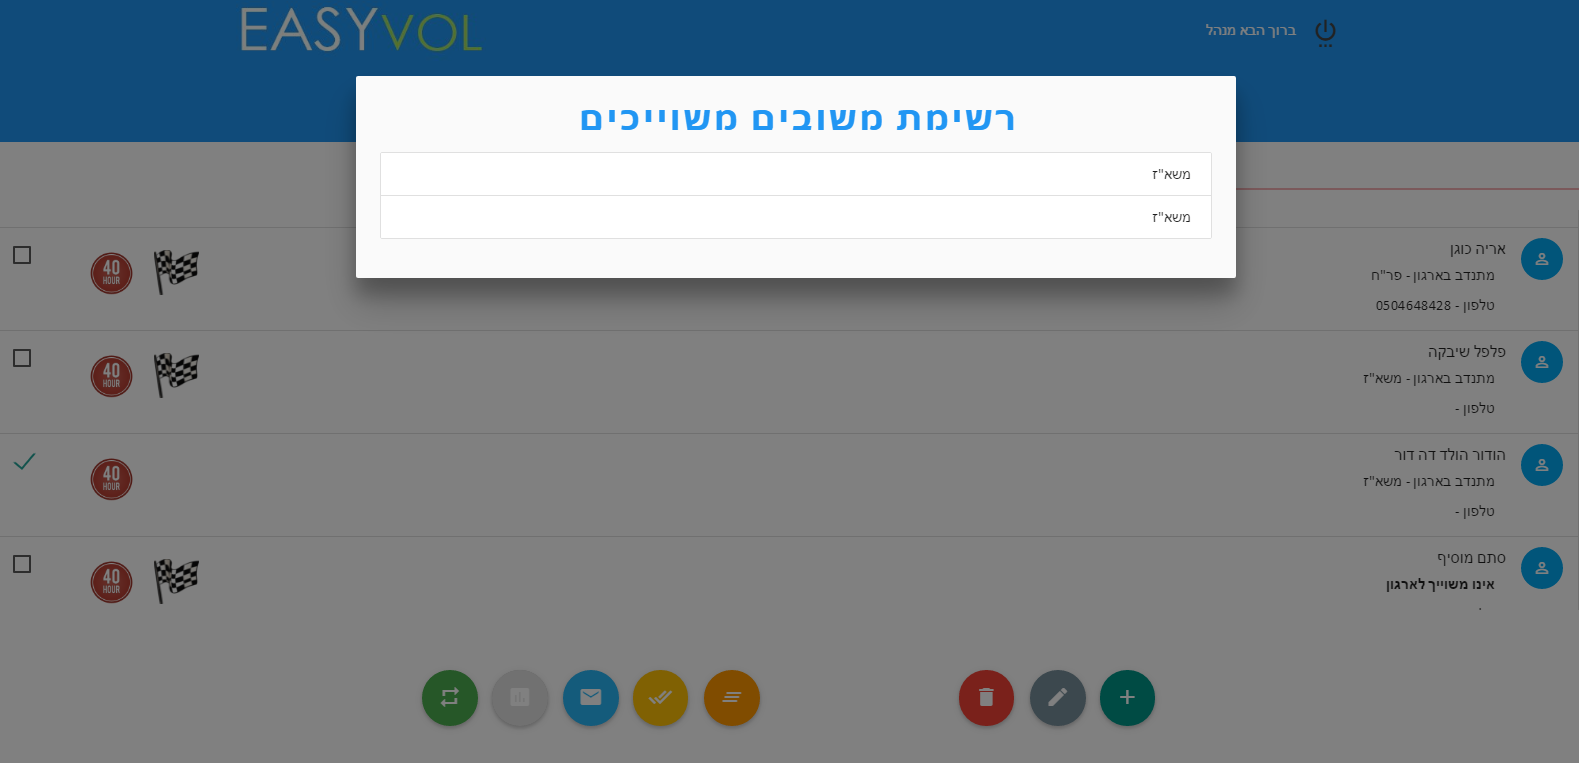 EASYVOL
ברוך הבא מנהל
רשימת משובים משוייכים
משא"ז
משא"ז
אריה כוגן
מתנדב בארגון - פר"ח
טלפון - 0504648428
40
HOUR
פלפל שיבקה
מתנדב בארגון - משא"ז
טלפון -
40
HOUR
הודור הולד דה דור
מתנדב בארגון - משא"ז
טלפון -
40
HOUR
סתם מוסיף
אינו משוייך לארגון
40
HOUR